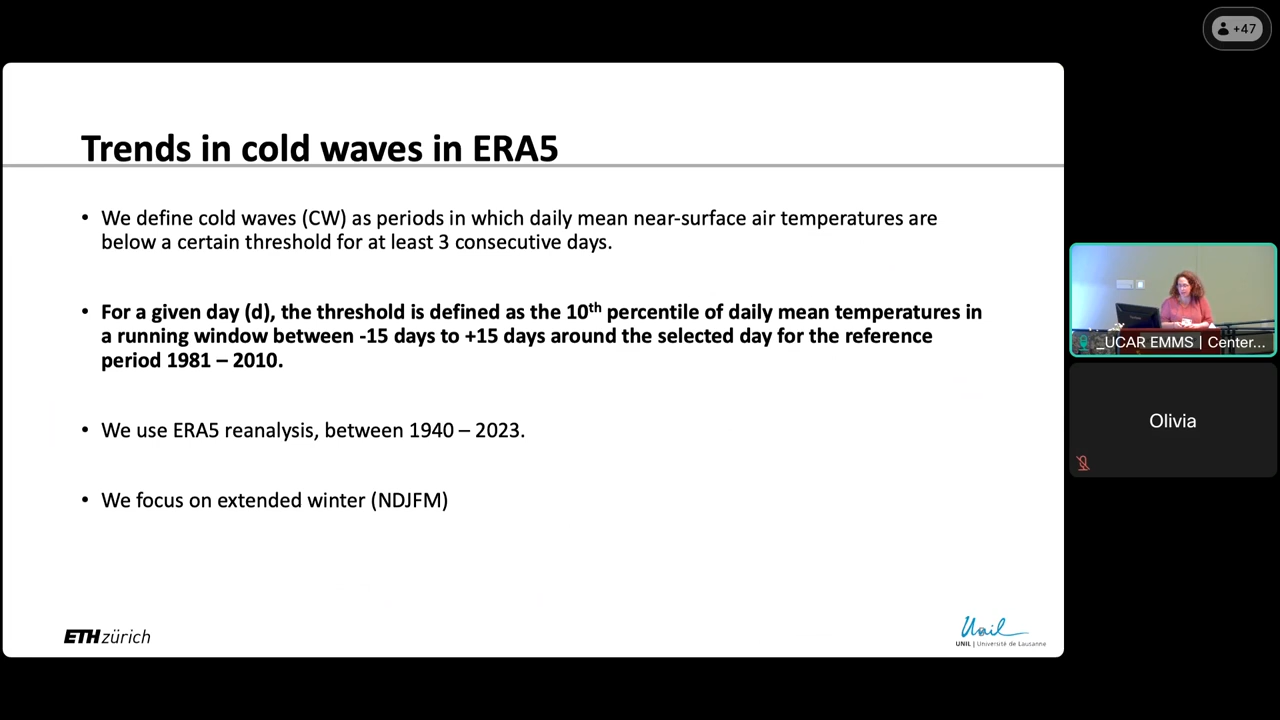 +47
Trends in cold waves in ERA5
• We define cold waves (CW) as periods in which daily mean near-surface air temperatures are
below a certain threshold for at least 3 consecutive days.
• For a given day (d), the threshold is defined as the 10th percentile of daily mean temperatures in
a running window between -15 days to +15 days around the selected day for the reference
period 1981 – 2010.
• We use ERA5 reanalysis, between 1940 – 2023.
• We focus on extended winter (NDJFM)
ETH zürich
Unil
UNIL | Université de Lausanne
_UCAR EMMS | Center...
Olivia